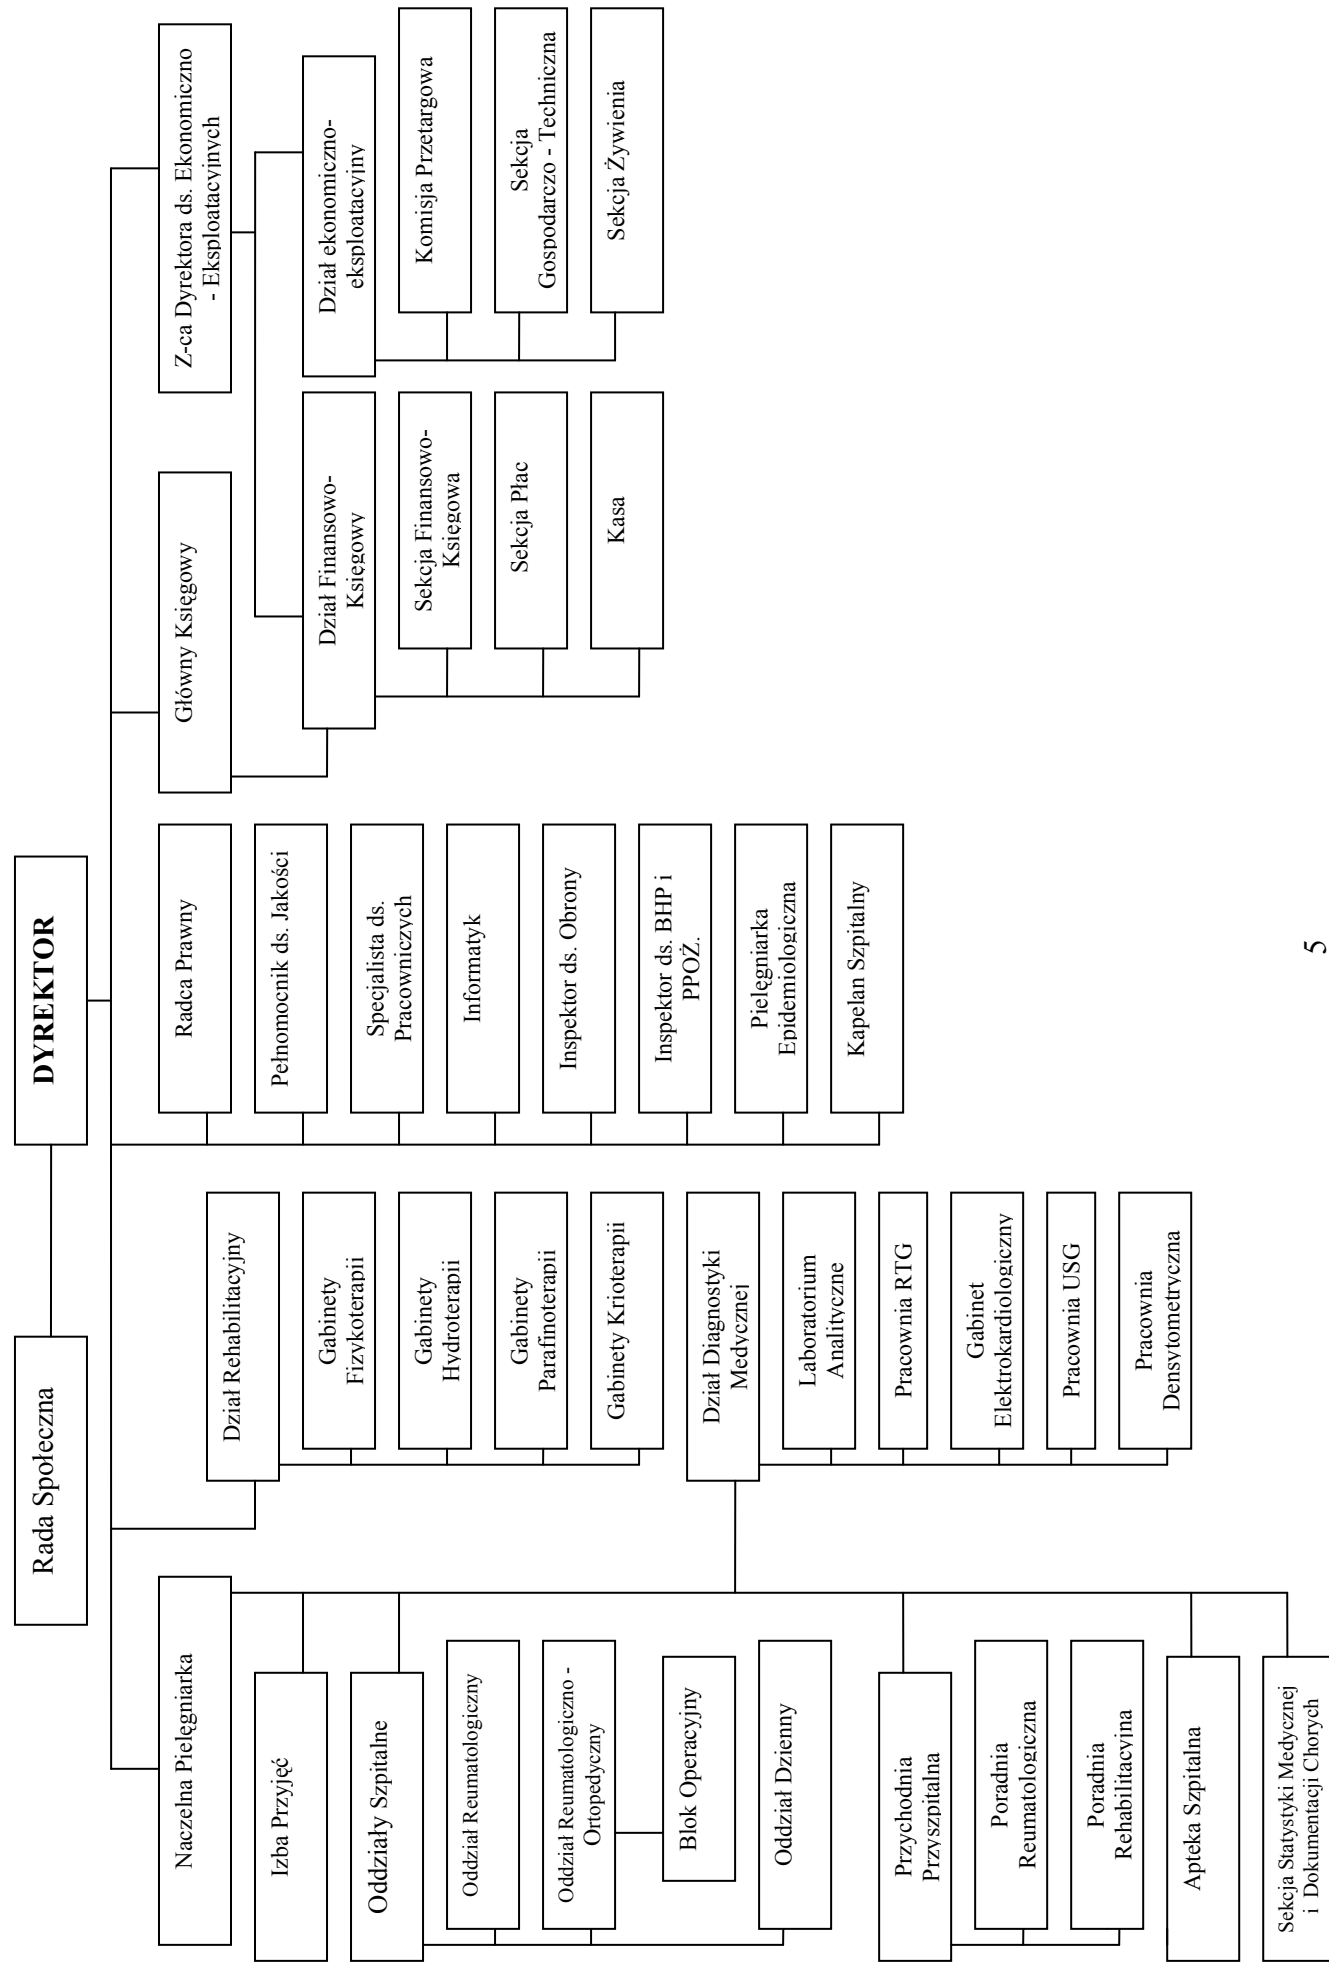 DYREKTOR
Rada Społeczna
Naczelna Pielęgniarka
Izba Przyjęć
Oddziały Szpitalne
Oddział Reumatologiczny
Oddział Reumatologiczno -
Ortopedyczny
Blok Operacyjny
Oddział Dzienny
Przychodnia
Przyszpitalna
Poradnia
Reumatologiczna
Poradnia
Rehabilitacyjna
Apteka Szpitalna
Sekcja Statystyki Medycznej
i Dokumentacji Chorych
Dział Rehabilitacyjny
Gabinety
Fizykoterapii
Gabinety
Hydroterapii
Gabinety
Parafinoterapii
Gabinety Krioterapii
Dział Diagnostyki
Medycznej
Laboratorium
Analityczne
Pracownia RTG
Gabinet
Elektrokardiologiczny
Pracownia USG
Pracownia
Densytometryczna
Radca Prawny
Pełnomocnik ds. Jakości
Specjalista ds.
Pracowniczych
Informatyk
Inspektor ds. Obrony
Inspektor ds. BHP i
PPOŻ.
Pielęgniarka
Epidemiologiczna
Kapelan Szpitalny
Główny Księgowy
Dział Finansowo-
Księgowy
Sekcja Finansowo-
Księgowa
Sekcja Płac
Kasa
Z-ca Dyrektora ds. Ekonomiczno
- Eksploatacyjnych
Dział ekonomiczno-
eksploatacyjny
Komisja Przetargowa
Sekcja
Gospodarczo - Techniczna
Sekcja Żywienia
5